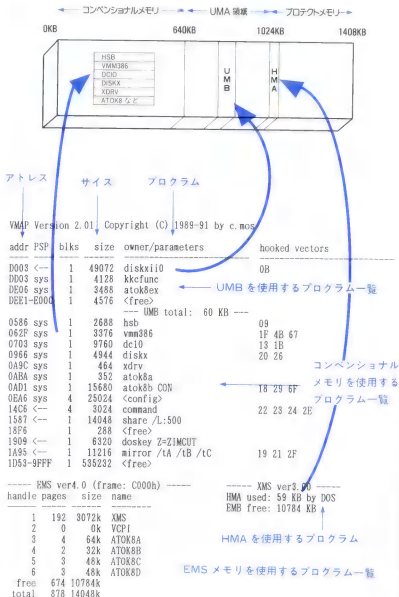 コンベンショナルメモリ UMA 領域 プロテクトメモリー
0KB 640KB 1024KB 1408KB
HSB
VMM386
DCIO
DISKX
XDRV
ATOK8 など
UMB
HMA
アドレス サイズ プログラム
VMAP Version 2.01, Copyright (C) 1989-91 by c.mos
addr PSP blks size owner/parameters hooked vectors
D003 <-- 1 49072 diskxii0 0B
DD03 sys 1 4128 kkcfunc
DE06 sys 1 3488 atok8ex
DEE1-E000 1 4576 <free>
--- UMB total: 60 KB ---
UMB を使用するプログラム一覧
0586 sys 1 2688 hsb 09
062F sys 1 3376 vmm386 1F 4B 67
0703 sys 1 9760 dcl0 13 1B
0966 sys 1 4944 diskx 20 26
0A9C sys 1 464 xdrv
0ABA sys 1 352 atok8a
0AD1 sys 1 15680 atok8b CON 18 29 6F
0EA6 sys 4 25024 <config>
14C6 <-- 4 3024 command 22 23 24 2E
1587 <-- 1 14048 share /L:500
18F6 1 288 <free>
1909 <-- 1 6320 doskey Z=ZIMCUT
1A95 <-- 1 11216 mirror /tA /tB /tC 19 21 2F
1D53-9FFF 1 535232 <free>
コンベンショナル
メモリを使用する
プログラム一覧
----- EMS ver4.0 (frame: C000h) -----
handle pages size name
1 192 3072k XMS
2 0 0k VCPI
3 4 64k ATOK8A
4 2 32k ATOK8B
5 3 48k ATOK8C
6 3 48k ATOK8D
free 674 10784k
total 878 14048k
----- XMS ver3.00 -----
HMA used: 59 KB by DOS
EMB free: 10784 KB
HMA を使用するプログラム
EMS メモリを使用するプログラム一覧